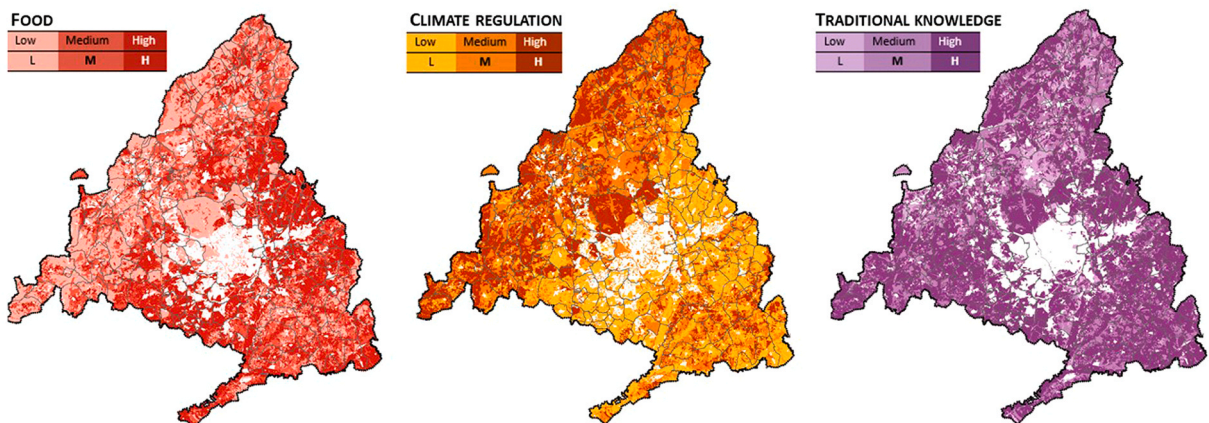 FOOD
Low Medium High
L M H
CLIMATE REGULATION
Low Medium High
L M H
TRADITIONAL KNOWLEDGE
Low Medium High
L M H